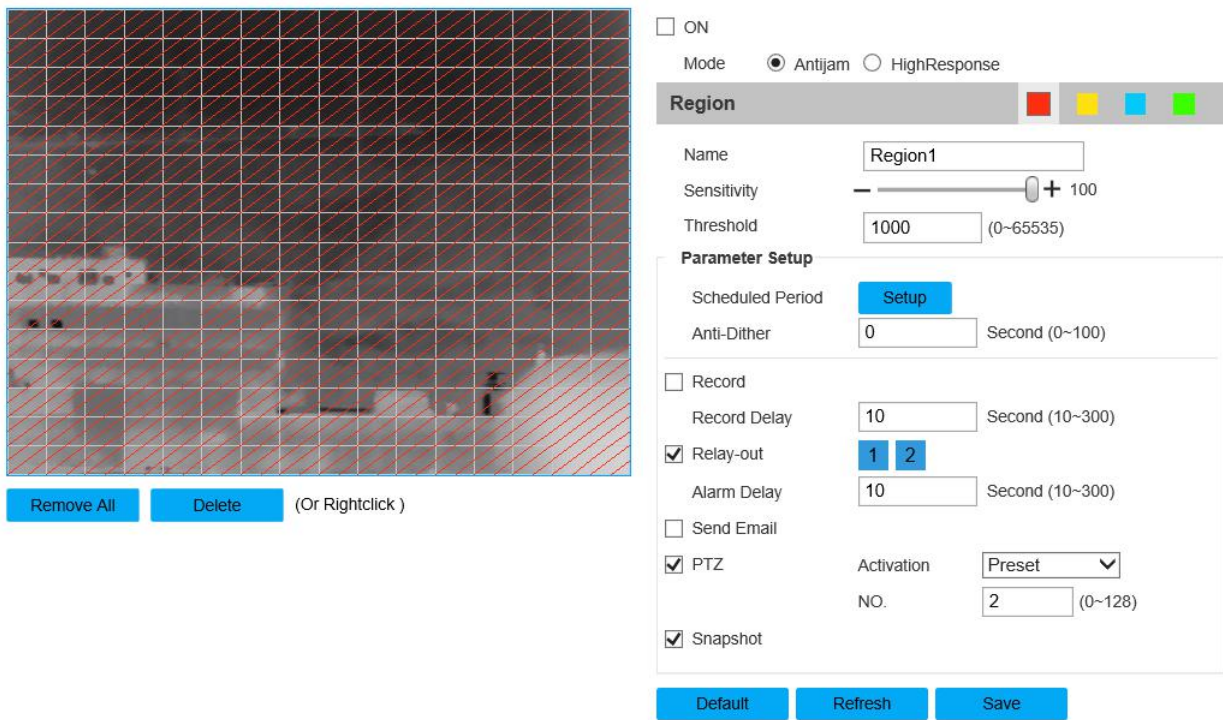 ON
Mode Antijam HighResponse
Region
Name Region1
Sensitivity 100
Threshold 1000 (0~65535)
Parameter Setup
Scheduled Period Setup
Anti-Dither 0 Second (0~100)
Record
Record Delay 10 Second (10~300)
Relay-out 1 2
Alarm Delay 10 Second (10~300)
Remove All Delete (Or Rightclick )
Send Email
PTZ Activation Preset
NO. 2 (0~128)
Snapshot
Default Refresh Save